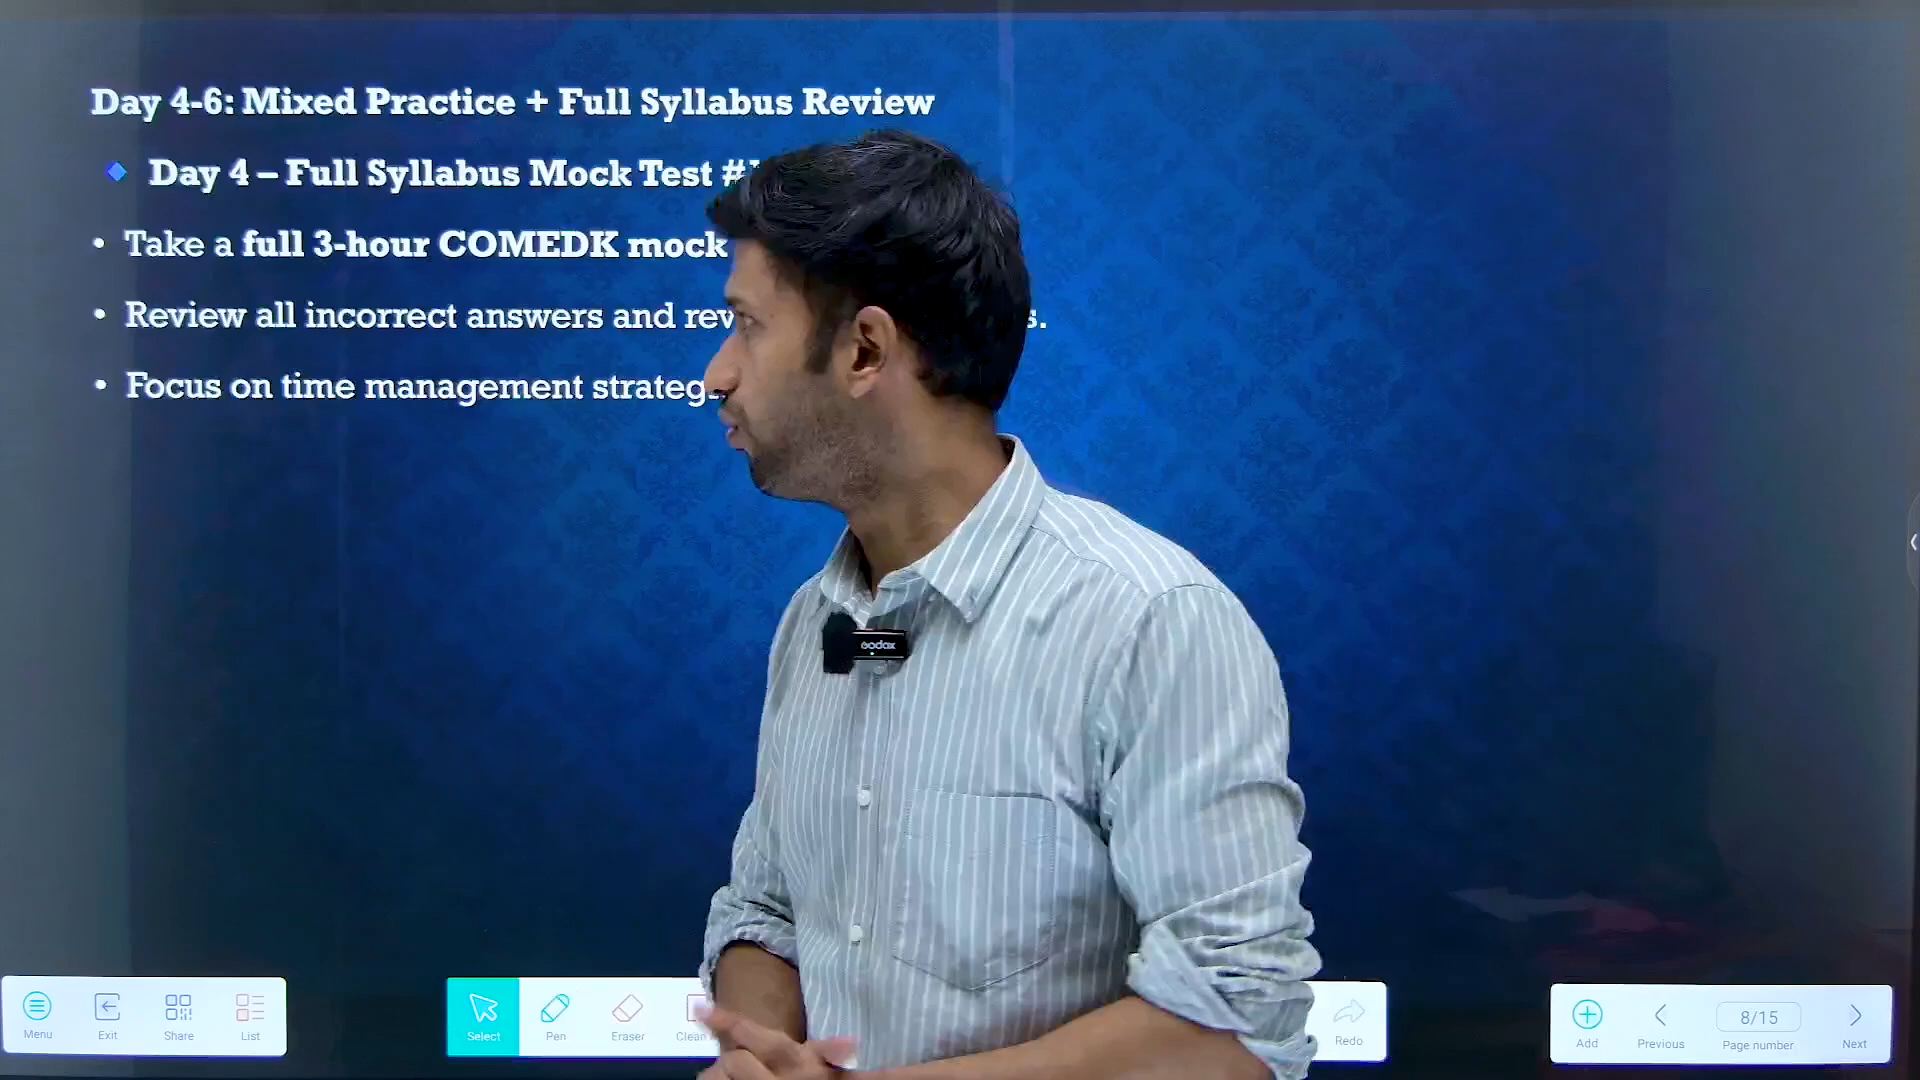 Day 4-6: Mixed Practice + Full Syllabus Review
Day 4 – Full Syllabus Mock Test
• Take a full 3-hour COMEDK mock
• Review all incorrect answers and
• Focus on time management
Godox
Menu
Exit
Share
List
Select
Pen
Eraser
Clean
Redo
Add
Previous
8/15
Page number
Next